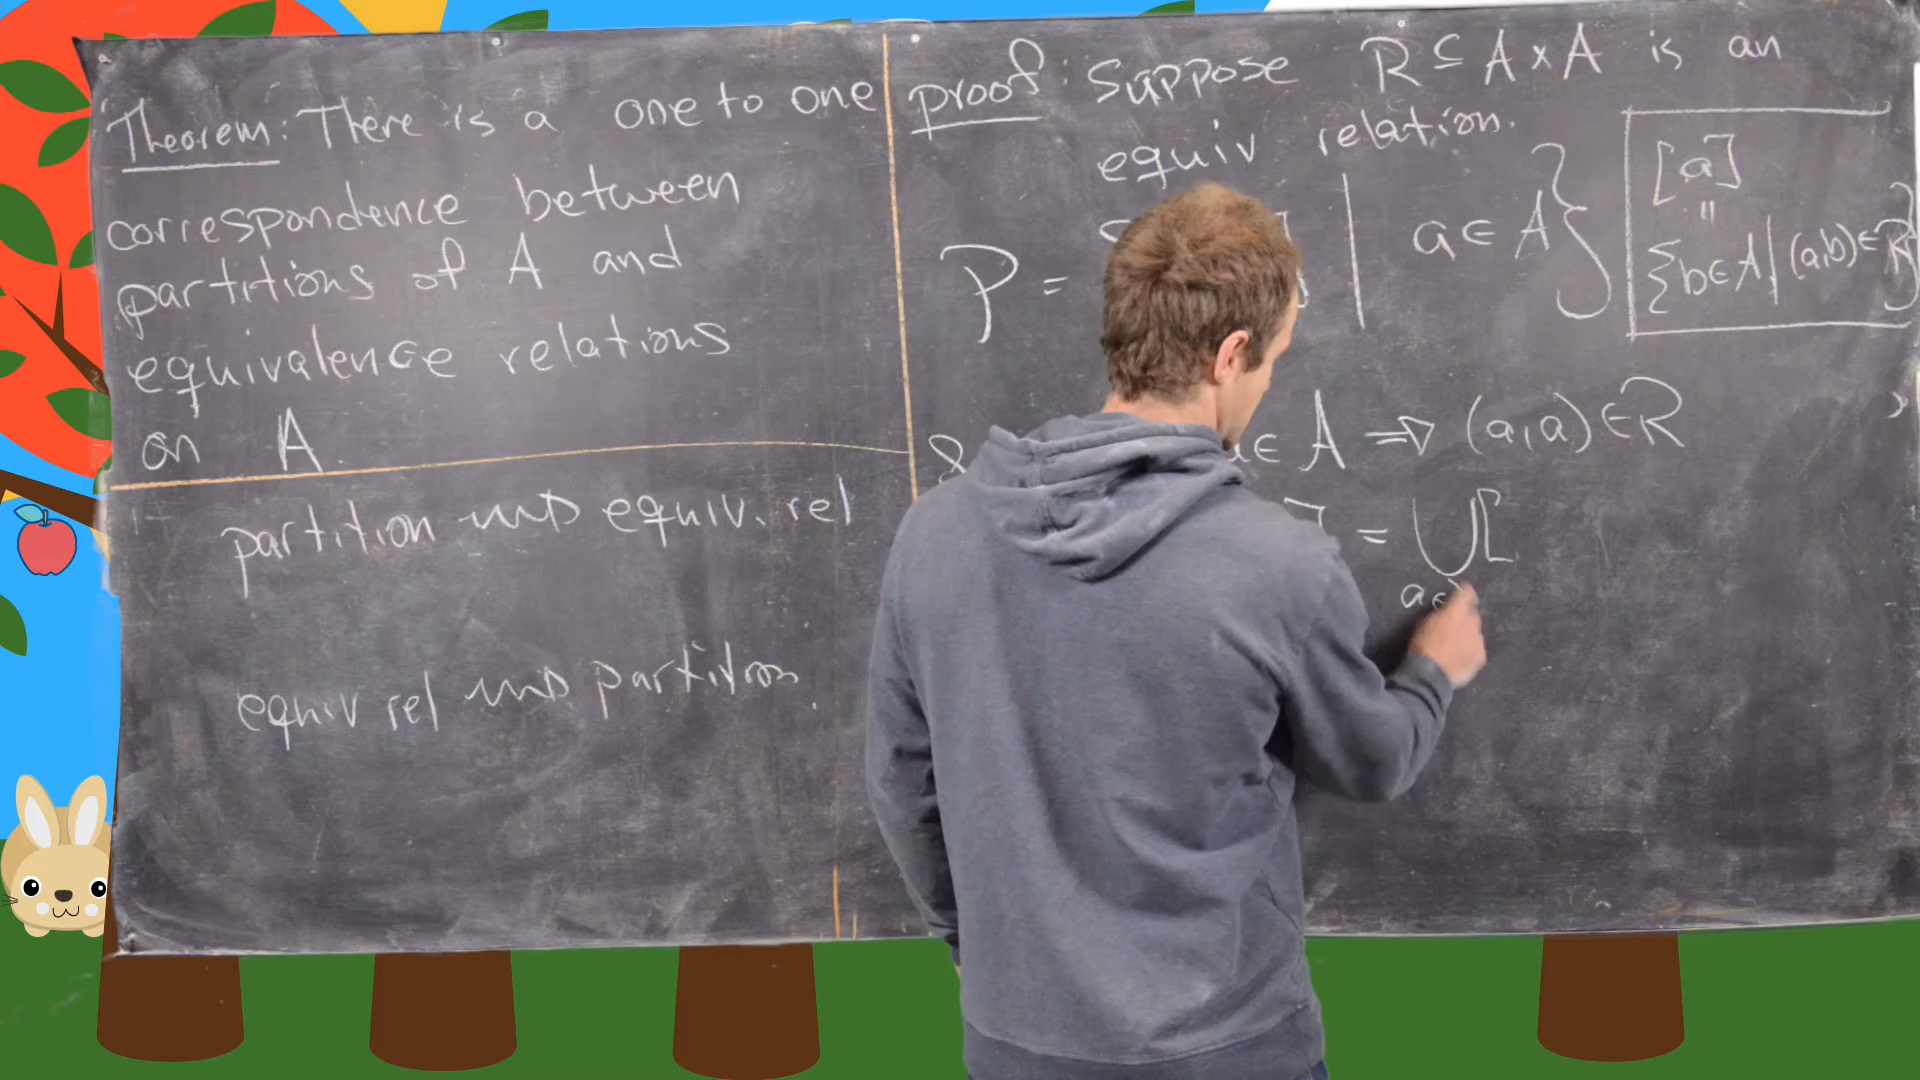 Theorem: There is a one to one
correspondence between
partitions of A and
equivalence relations
on A.
partition ⟿ equiv. rel
equiv rel ⟿ partition.
proof: Suppose R ⊆ A × A is an
equiv relation.
P = | a ∈ A }
[a]
=
{b ∈ A | (a,b) ∈ R}
∈ A ⇒ (a,a) ∈ R
] = ⋃ [
a ∈